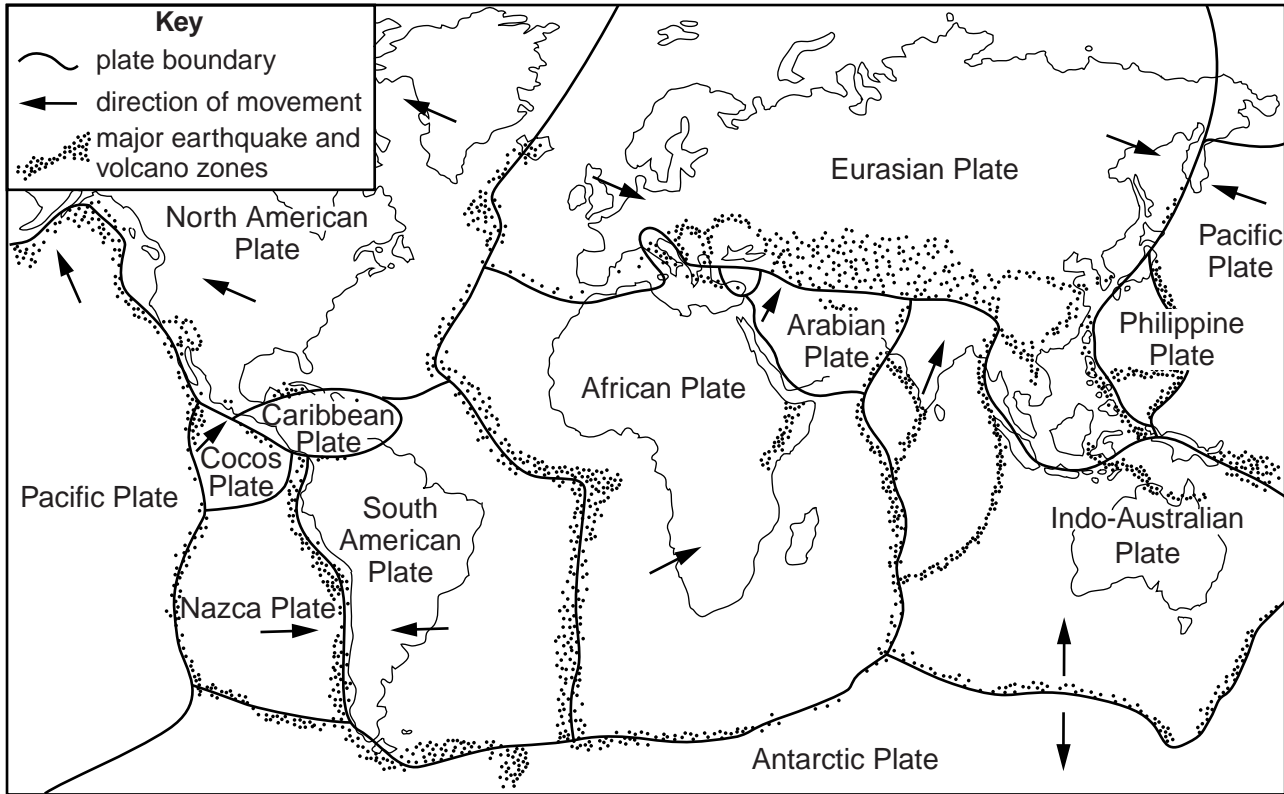 Key
plate boundary
direction of movement
major earthquake and
volcano zones
North American
Plate
Eurasian Plate
Pacific
Plate
Philippine
Plate
Arabian
Plate
African Plate
Caribbean
Plate
Cocos
Plate
Pacific Plate
South
American
Plate
Indo-Australian
Plate
Nazca Plate
Antarctic Plate